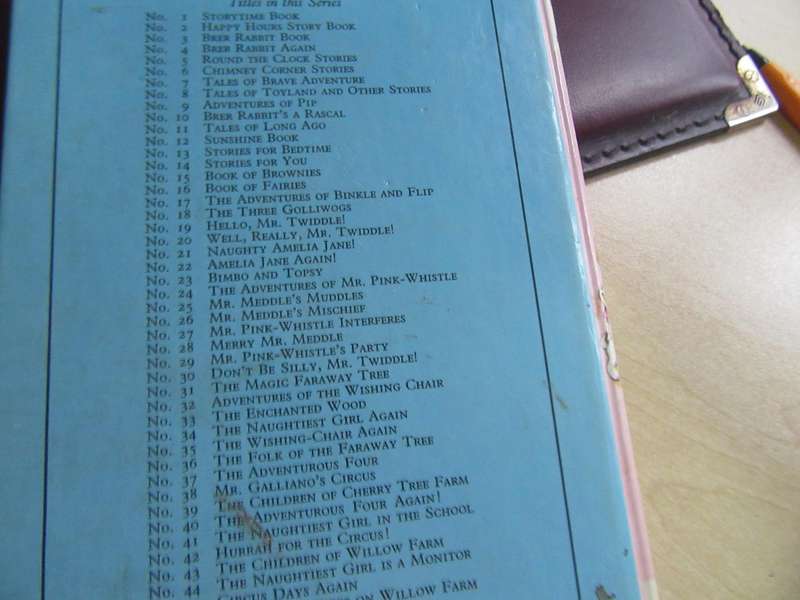 Titles in this Series
No. 1 STORYTIME BOOK
No. 2 HAPPY HOURS STORY BOOK
No. 3 BRER RABBIT BOOK
No. 4 BRER RABBIT AGAIN
No. 5 ROUND THE CLOCK STORIES
No. 6 CHIMNEY CORNER STORIES
No. 7 TALES OF BRAVE ADVENTURE
No. 8 TALES OF TOYLAND AND OTHER STORIES
No. 9 ADVENTURES OF PIP
No. 10 BRER RABBIT'S A RASCAL
No. 11 TALES OF LONG AGO
No. 12 SUNSHINE BOOK
No. 13 STORIES FOR BEDTIME
No. 14 STORIES FOR YOU
No. 15 BOOK OF BROWNIES
No. 16 BOOK OF FAIRIES
No. 17 THE ADVENTURES OF BINKLE AND FLIP
No. 18 THE THREE GOLLIWOGS
No. 19 HELLO, MR. TWIDDLE!
No. 20 WELL, REALLY, MR. TWIDDLE!
No. 21 NAUGHTY AMELIA JANE!
No. 22 AMELIA JANE AGAIN!
No. 23 BIMBO AND TOPSY
No. 24 THE ADVENTURES OF MR. PINK-WHISTLE
No. 25 MR. MEDDLE'S MUDDLES
No. 26 MR. MEDDLE'S MISCHIEF
No. 27 MR. PINK-WHISTLE INTERFERES
No. 28 MERRY MR. MEDDLE
No. 29 MR. PINK-WHISTLE'S PARTY
No. 30 DON'T BE SILLY, MR. TWIDDLE!
No. 31 THE MAGIC FARAWAY TREE
No. 32 ADVENTURES OF THE WISHING CHAIR
No. 33 THE ENCHANTED WOOD
No. 34 THE NAUGHTIEST GIRL AGAIN
No. 35 THE WISHING-CHAIR AGAIN
No. 36 THE FOLK OF THE FARAWAY TREE
No. 37 THE ADVENTUROUS FOUR
No. 38 MR. GALLIANO'S CIRCUS
No. 39 THE CHILDREN OF CHERRY TREE FARM
No. 40 THE ADVENTUROUS FOUR AGAIN!
No. 41 THE NAUGHTIEST GIRL IN THE SCHOOL
No. 42 HURRAH FOR THE CIRCUS!
No. 43 THE CHILDREN OF WILLOW FARM
No. 44 THE NAUGHTIEST GIRL IS A MONITOR
CIRCUS DAYS AGAIN
ON WILLOW FARM